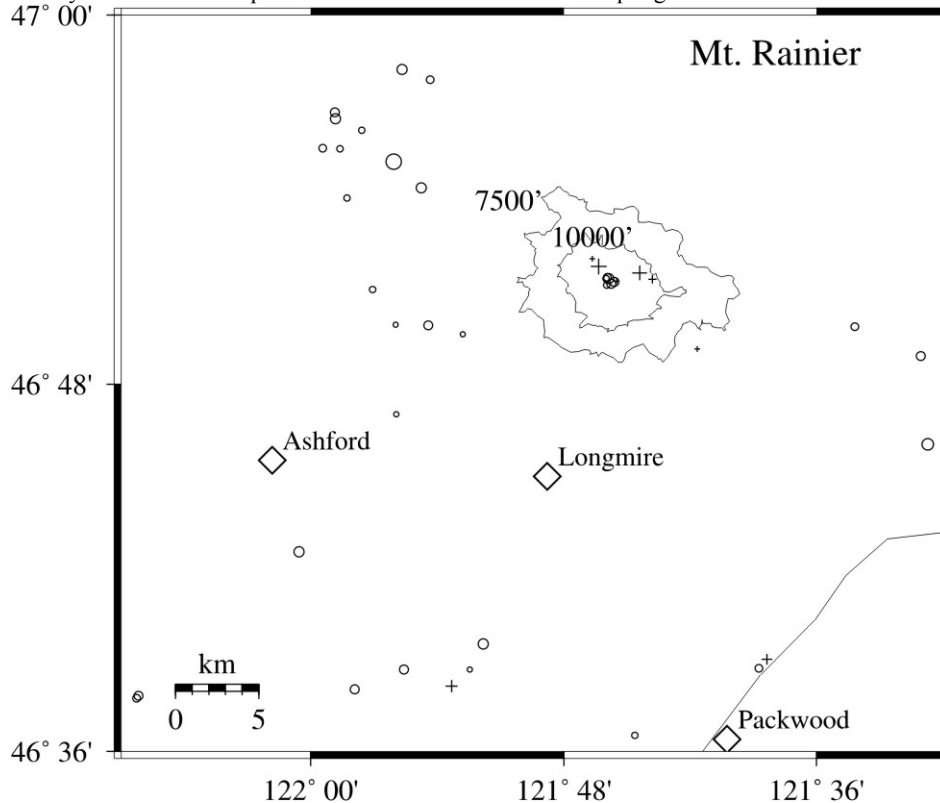 47° 00'
Mt. Rainier
7500’
10000’
46° 48'
Ashford
Longmire
km
0 5
Packwood
46° 36'
122° 00' 121° 48' 121° 36'